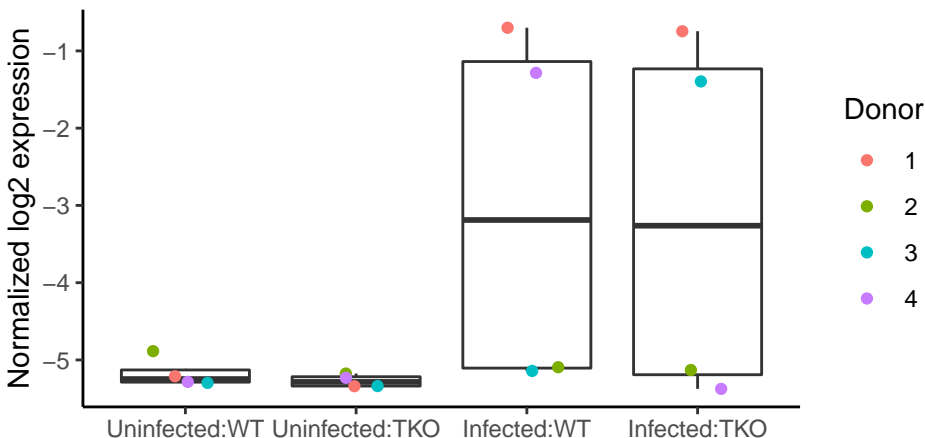 Normalized log2 expression
−1
−2
−3
−4
−5
Uninfected:WT
Uninfected:TKO
Infected:WT
Infected:TKO
Donor
1
2
3
4